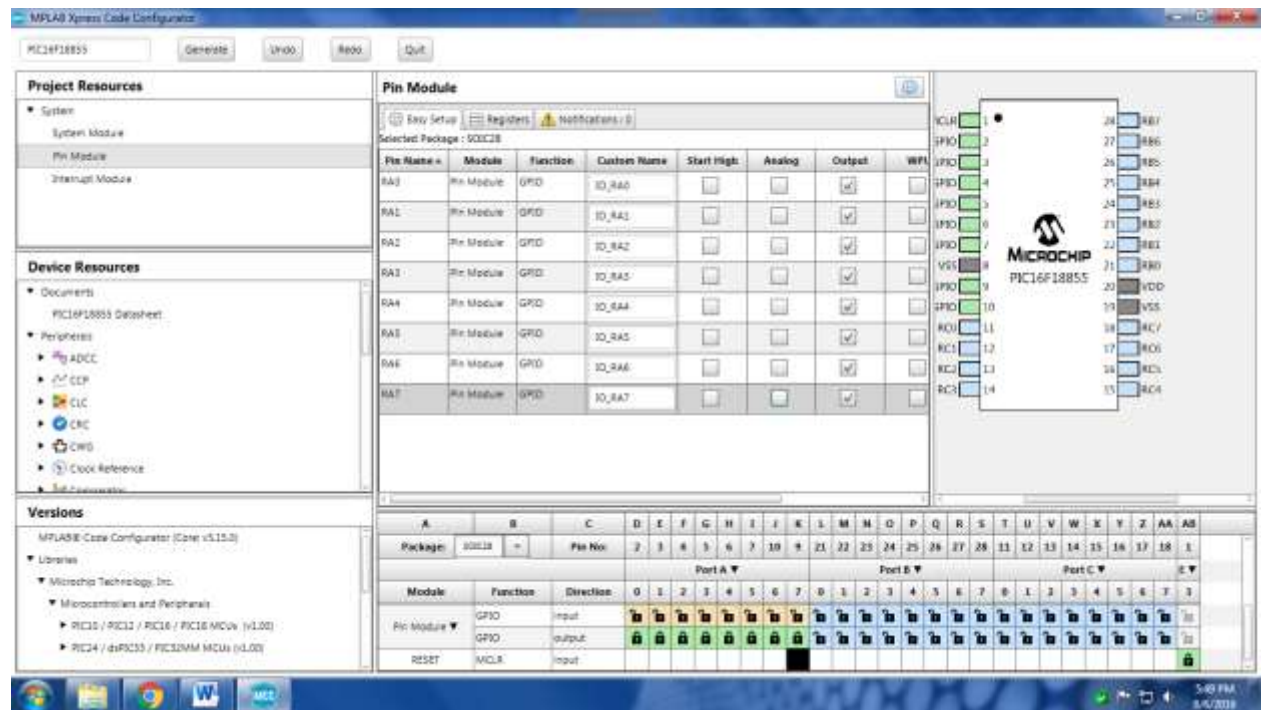 MPLAB Xpress Code Configurator
PIC16F18855 Generate Undo Redo Quit
Project Resources
System
System Module
Pin Module
Interrupt Module
Device Resources
Documents
PIC16F18855 Datasheet
Peripherals
ADCC
CCP
CLC
CRC
CWG
Clock Reference
Versions
MPLAB® Code Configurator (Core v3.15.0)
Libraries
Microchip Technology, Inc.
Microcontrollers and Peripherals
PIC10 / PIC12 / PIC16 / PIC18 MCUs (v1.00)
PIC24 / dsPIC33 / PIC32MM MCUs (v1.00)
Pin Module
Easy Setup Registers Notifications : 0
Selected Package : SOIC28
Pin Name Module Function Custom Name Start High Analog Output WPU
RA0 Pin Module GPIO IO_RA0
RA1 Pin Module GPIO IO_RA1
RA2 Pin Module GPIO IO_RA2
RA3 Pin Module GPIO IO_RA3
RA4 Pin Module GPIO IO_RA4
RA5 Pin Module GPIO IO_RA5
RA6 Pin Module GPIO IO_RA6
RA7 Pin Module GPIO IO_RA7
MCLR 1 28 RB7
GPIO 2 27 RB6
GPIO 3 26 RB5
GPIO 4 25 RB4
GPIO 5 24 RB3
GPIO 6 23 RB2
GPIO 7 22 RB1
VSS 8 21 RB0
GPIO 9 20 VDD
GPIO 10 19 VSS
RC0 11 18 RC7
RC1 12 17 RC6
RC2 13 16 RC5
RC3 14 15 RC4
MICROCHIP
PIC16F18855
A B C D E F G H I J K L M N O P Q R S T U V W X Y Z AA AB
Package: SOIC28 Pin No: 2 3 4 5 6 7 10 9 21 22 23 24 25 26 27 28 11 12 13 14 15 16 17 18 1
Port A ▼ Port B ▼ Port C ▼ E ▼
Module Function Direction 0 1 2 3 4 5 6 7 0 1 2 3 4 5 6 7 0 1 2 3 4 5 6 7 3
Pin Module ▼ GPIO input
GPIO output
RESET MCLR input
W MCC
5:49 PM